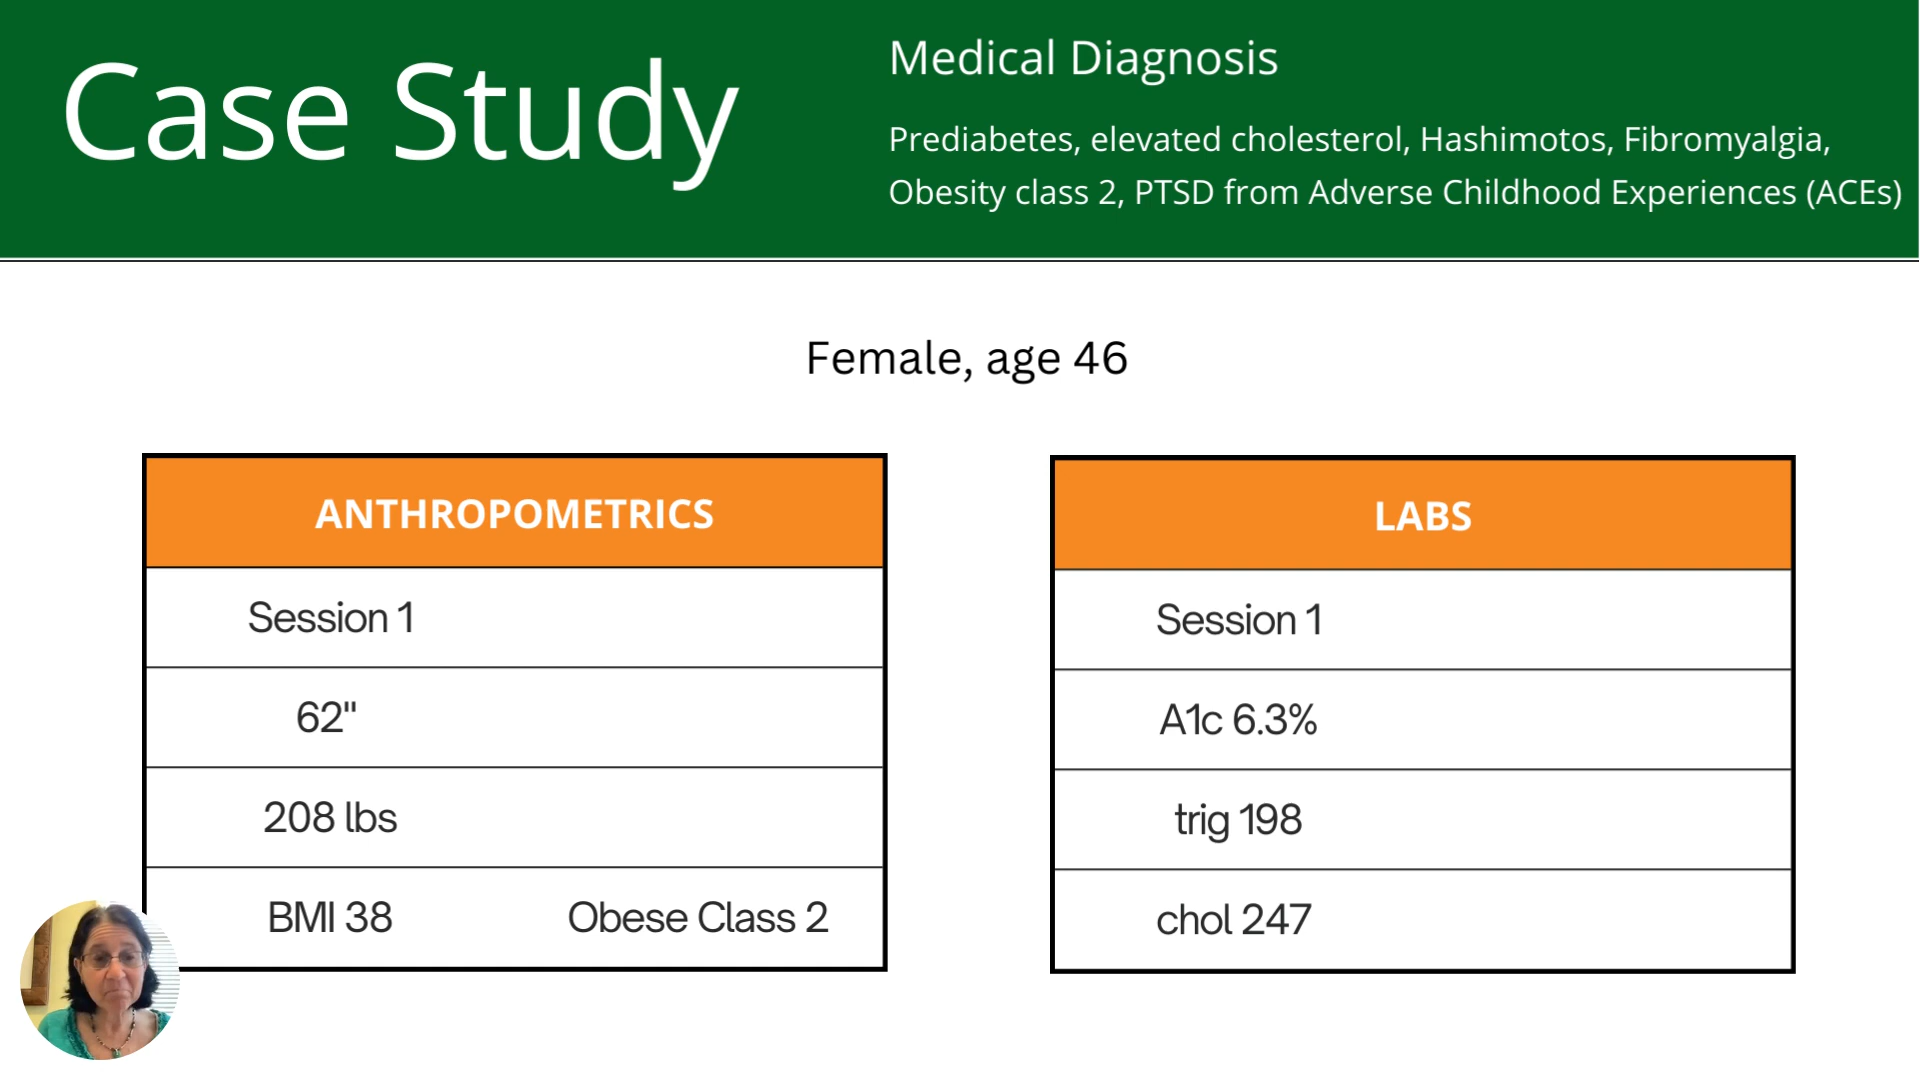 Case Study
Medical Diagnosis
Prediabetes, elevated cholesterol, Hashimotos, Fibromyalgia,
Obesity class 2, PTSD from Adverse Childhood Experiences (ACEs)
Female, age 46
ANTHROPOMETRICS
Session 1
62"
208 lbs
BMI 38 Obese Class 2
LABS
Session 1
A1c 6.3%
trig 198
chol 247